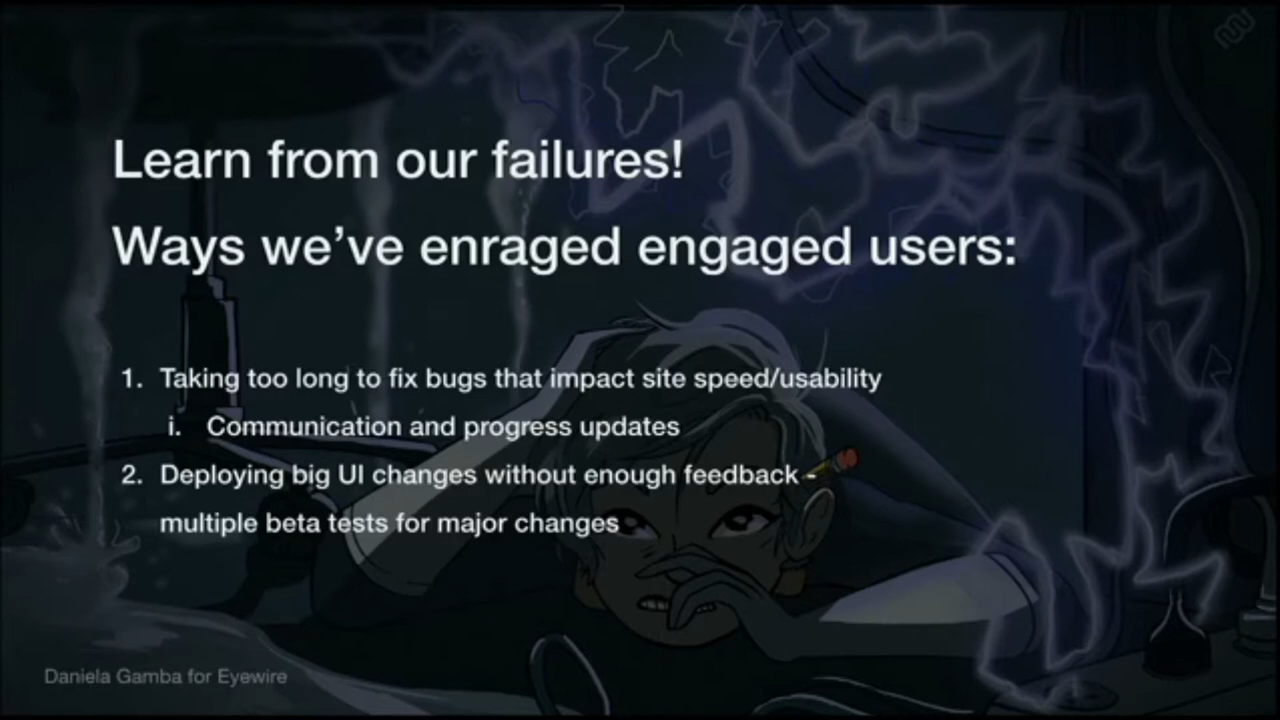 Learn from our failures!
Ways we’ve enraged engaged users:
1. Taking too long to fix bugs that impact site speed/usability
i. Communication and progress updates
2. Deploying big UI changes without enough feedback -
multiple beta tests for major changes
Daniela Gamba for Eyewire